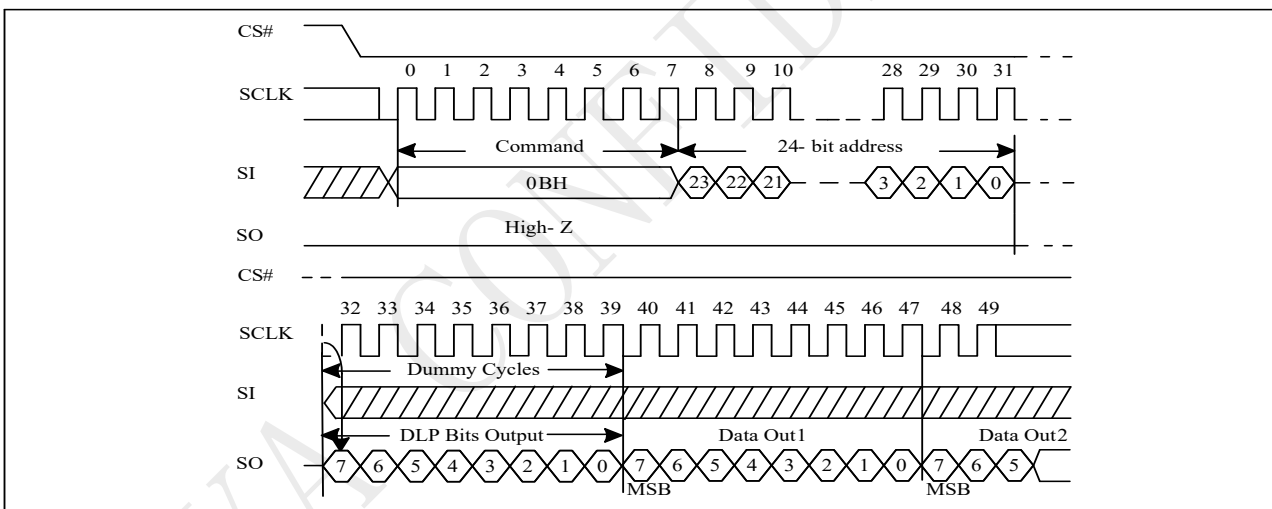 CS#
0 1 2 3 4 5 6 7 8 9 10 28 29 30 31
SCLK
Command 24- bit address
SI
0BH 23 22 21 3 2 1 0
High- Z
SO
CS#
32 33 34 35 36 37 38 39 40 41 42 43 44 45 46 47 48 49
SCLK
Dummy Cycles
SI
DLP Bits Output Data Out1 Data Out2
SO 7 6 5 4 3 2 1 0 7 6 5 4 3 2 1 0 7 6 5
MSB MSB